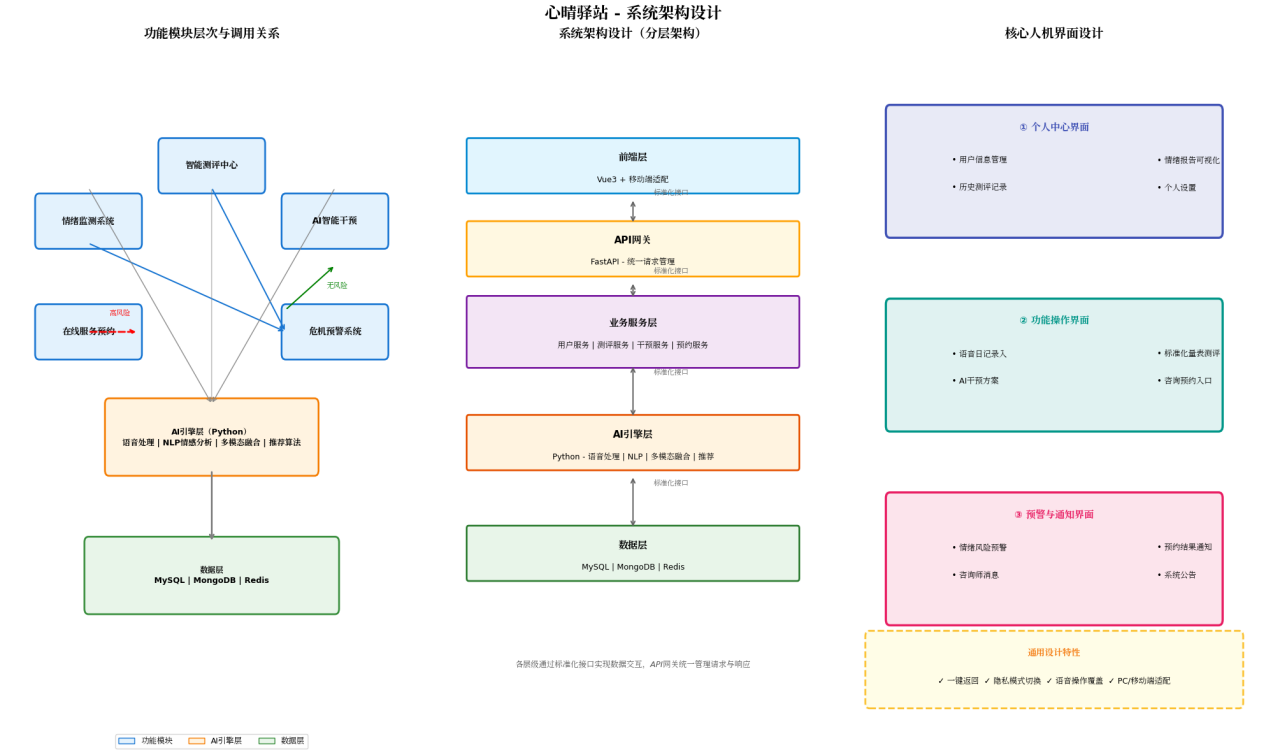 心晴驿站 - 系统架构设计
功能模块层次与调用关系
智能测评中心
情绪监测系统
AI智能干预
无风险
高风险
在线服务预约
危机预警系统
AI引擎层（Python）
语音处理 | NLP情感分析 | 多模态融合 | 推荐算法
数据层
MySQL | MongoDB | Redis
功能模块
AI引擎层
数据层
系统架构设计（分层架构）
前端层
Vue3 + 移动端适配
标准化接口
API网关
FastAPI - 统一请求管理
标准化接口
业务服务层
用户服务 | 测评服务 | 干预服务 | 预约服务
标准化接口
AI引擎层
Python - 语音处理 | NLP | 多模态融合 | 推荐
标准化接口
数据层
MySQL | MongoDB | Redis
各层级通过标准化接口实现数据交互，API网关统一管理请求与响应
核心人机界面设计
① 个人中心界面
• 用户信息管理
• 情绪报告可视化
• 历史测评记录
• 个人设置
② 功能操作界面
• 语音日记录入
• 标准化量表测评
• AI干预方案
• 咨询预约入口
③ 预警与通知界面
• 情绪风险预警
• 预约结果通知
• 咨询师消息
• 系统公告
通用设计特性
✓ 一键返回 ✓ 隐私模式切换 ✓ 语音操作覆盖 ✓ PC/移动端适配